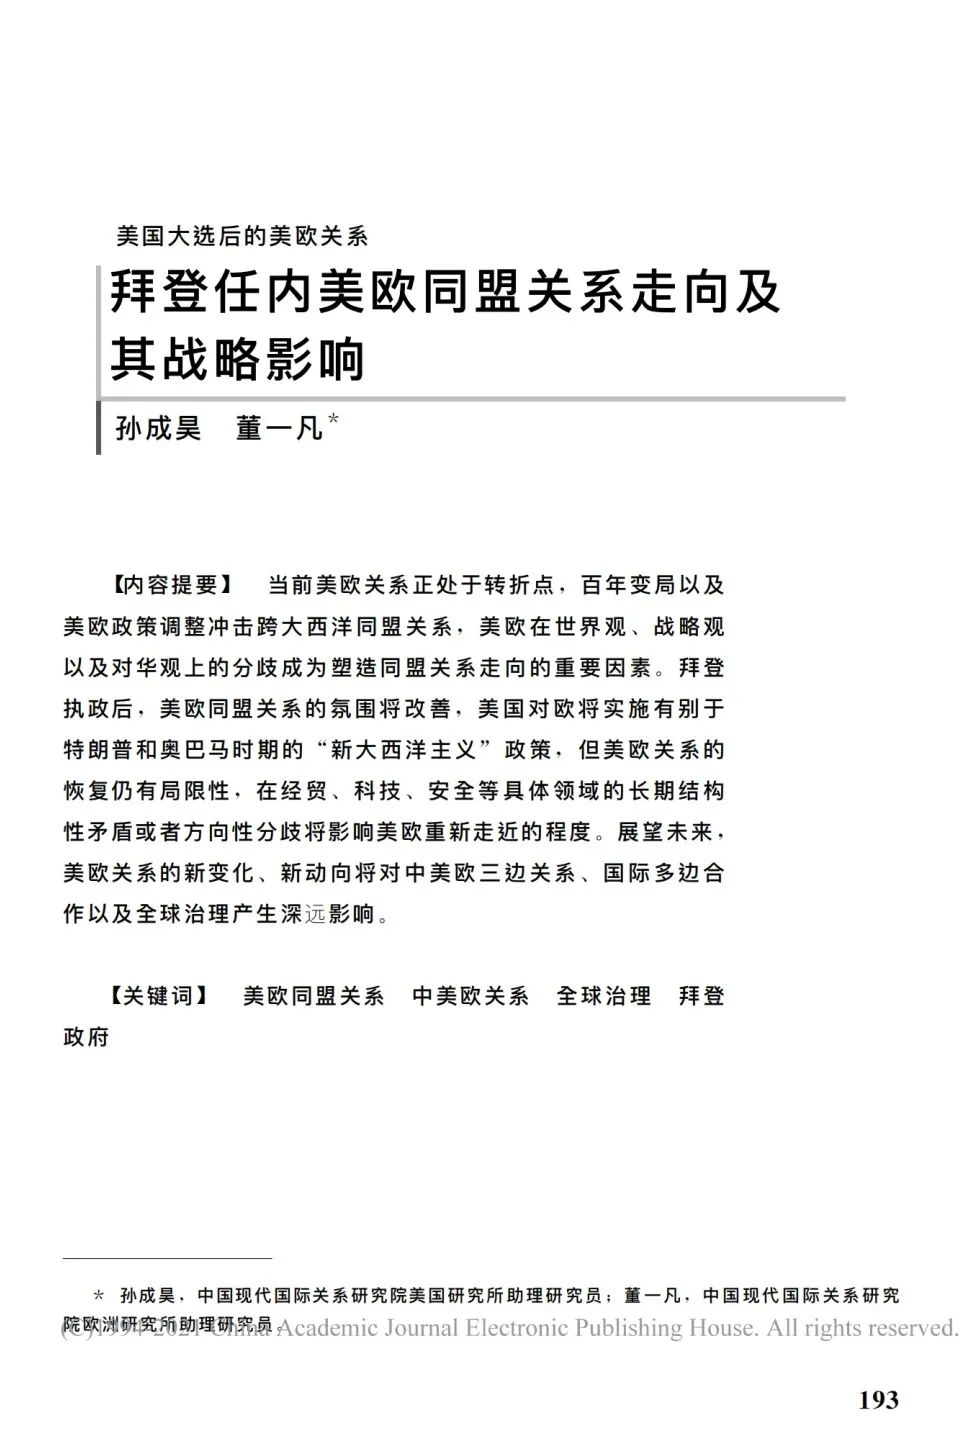 美国大选后的美欧关系
拜登任内美欧同盟关系走向及
其战略影响
孙成昊　董一凡*
【内容提要】　当前美欧关系正处于转折点，百年变局以及
美欧政策调整冲击跨大西洋同盟关系，美欧在世界观、战略观
以及对华观上的分歧成为塑造同盟关系走向的重要因素。拜登
执政后，美欧同盟关系的氛围将改善，美国对欧将实施有别于
特朗普和奥巴马时期的“新大西洋主义”政策，但美欧关系的
恢复仍有局限性，在经贸、科技、安全等具体领域的长期结构
性矛盾或者方向性分歧将影响美欧重新走近的程度。展望未来，
美欧关系的新变化、新动向将对中美欧三边关系、国际多边合
作以及全球治理产生深远影响。
【关键词】　美欧同盟关系　中美欧关系　全球治理　拜登
政府
* 孙成昊，中国现代国际关系研究院美国研究所助理研究员；董一凡，中国现代国际关系研究
院欧洲研究所助理研究员。
(C)1994-2021 China Academic Journal Electronic Publishing House. All rights reserved.
193